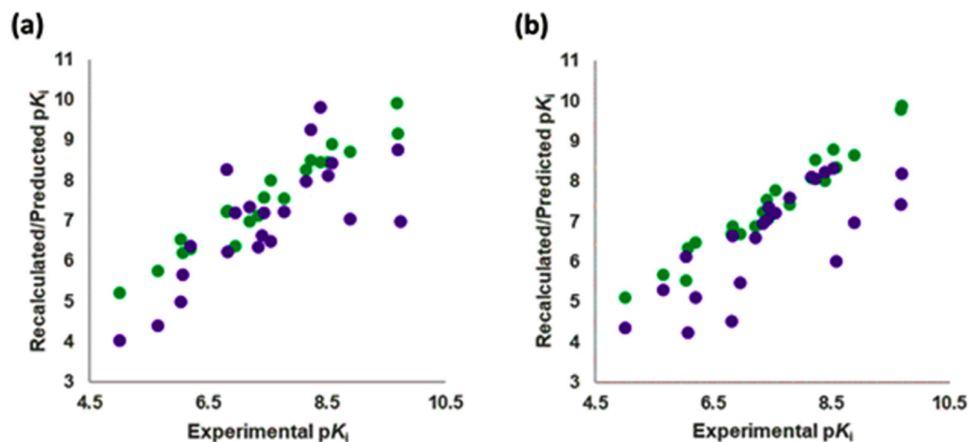 (a)
Recalculated/Preducted pKi
11
10
9
8
7
6
5
4
3
4.5 6.5 8.5 10.5
Experimental pKi
(b)
Recalculated/Predicted pKi
11
10
9
8
7
6
5
4
3
4.5 6.5 8.5 10.5
Experimental pKi